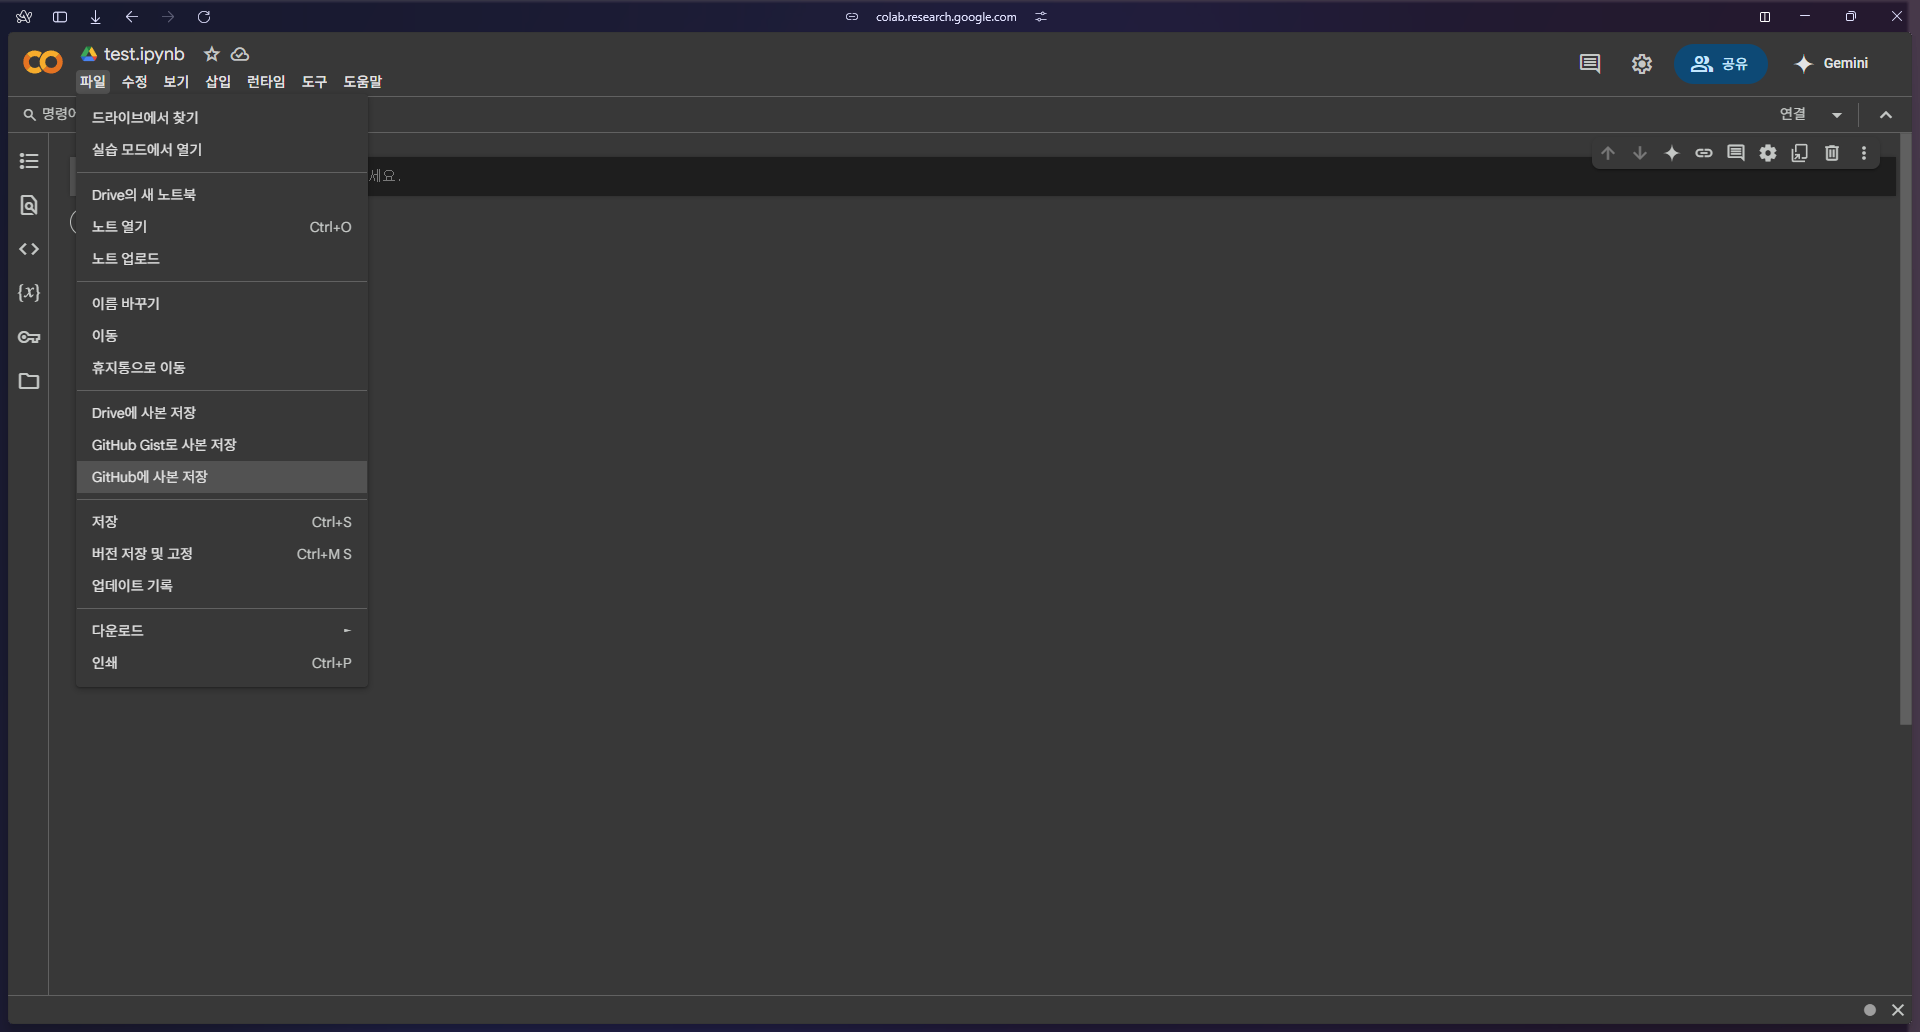 colab.research.google.com
test.ipynb
파일 수정 보기 삽입 런타임 도구 도움말
공유
Gemini
연결
드라이브에서 찾기
실습 모드에서 열기
세요.
Drive의 새 노트북
노트 열기 Ctrl+O
노트 업로드
이름 바꾸기
이동
휴지통으로 이동
Drive에 사본 저장
GitHub Gist로 사본 저장
GitHub에 사본 저장
저장 Ctrl+S
버전 저장 및 고정 Ctrl+M S
업데이트 기록
다운로드
인쇄 Ctrl+P